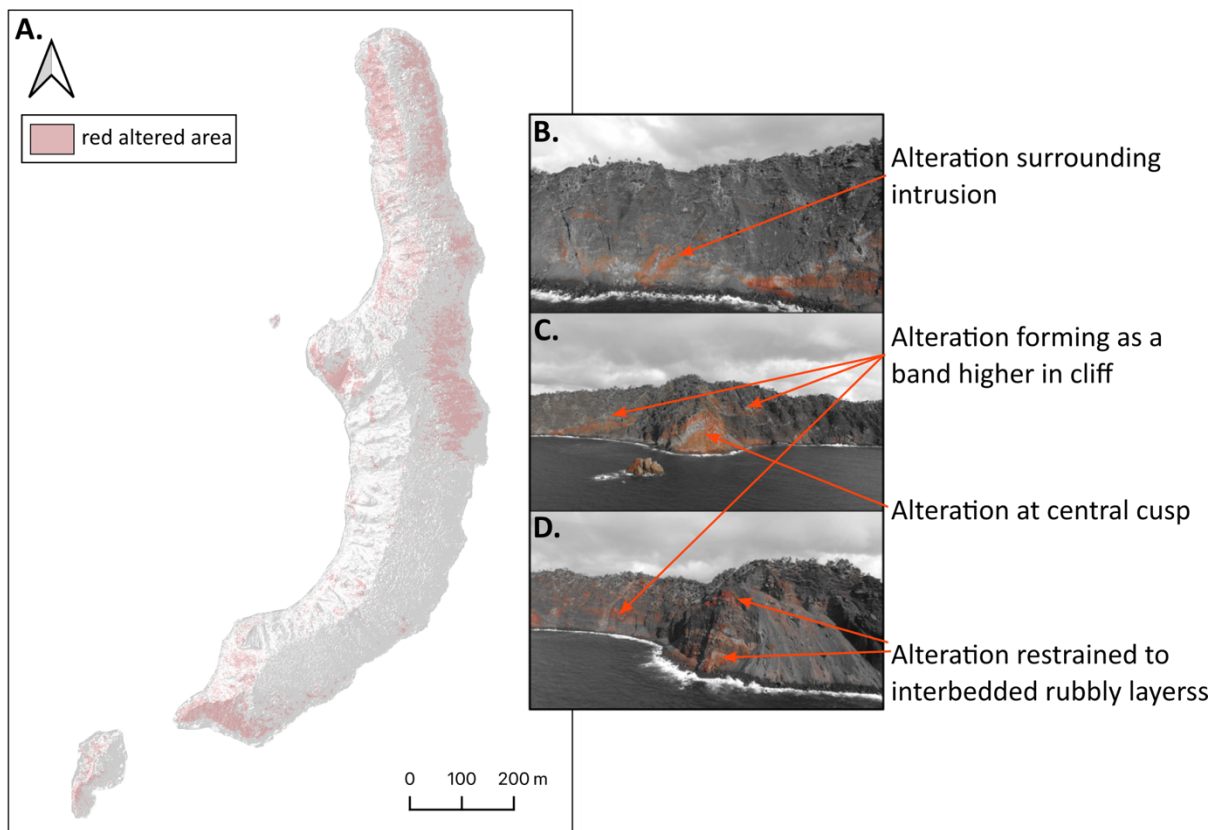 A.
red altered area
0 100 200 m
B.
Alteration surrounding
intrusion
C.
Alteration forming as a
band higher in cliff
Alteration at central cusp
D.
Alteration restrained to
interbedded rubbly layerss